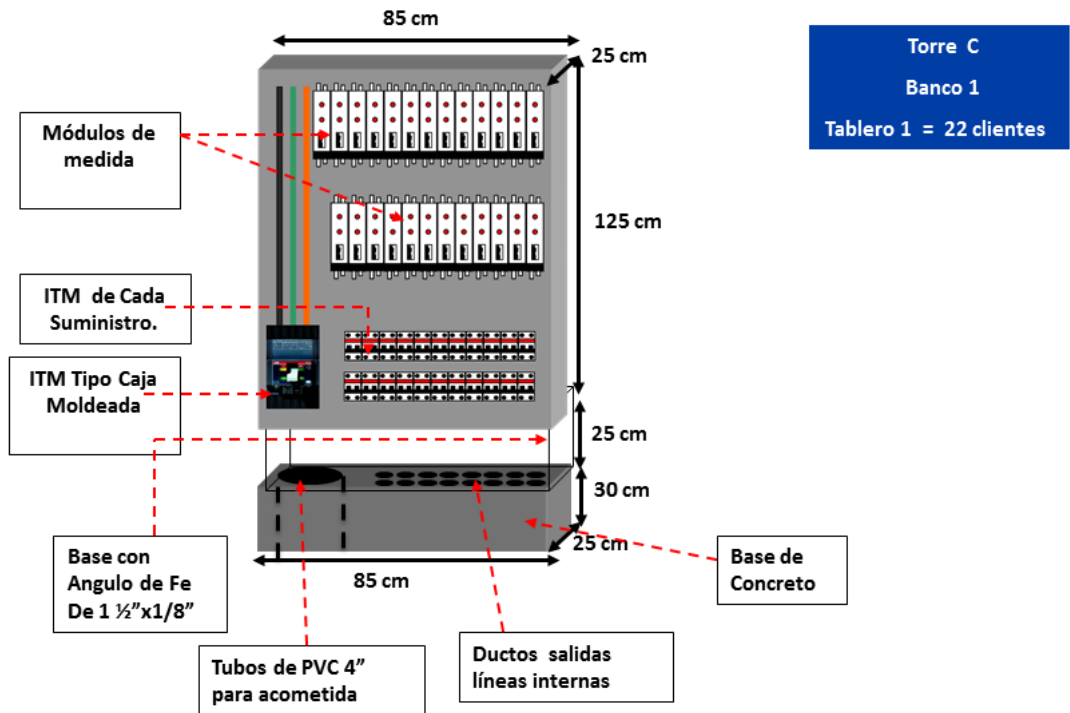 85 cm
25 cm
Torre C
Banco 1
Tablero 1 = 22 clientes
Módulos de
medida
125 cm
ITM de Cada
Suministro.
ITM Tipo Caja
Moldeada
25 cm
30 cm
25 cm
85 cm
Base con
Angulo de Fe
De 1 ½”x1/8”
Base de
Concreto
Tubos de PVC 4”
para acometida
Ductos salidas
líneas internas